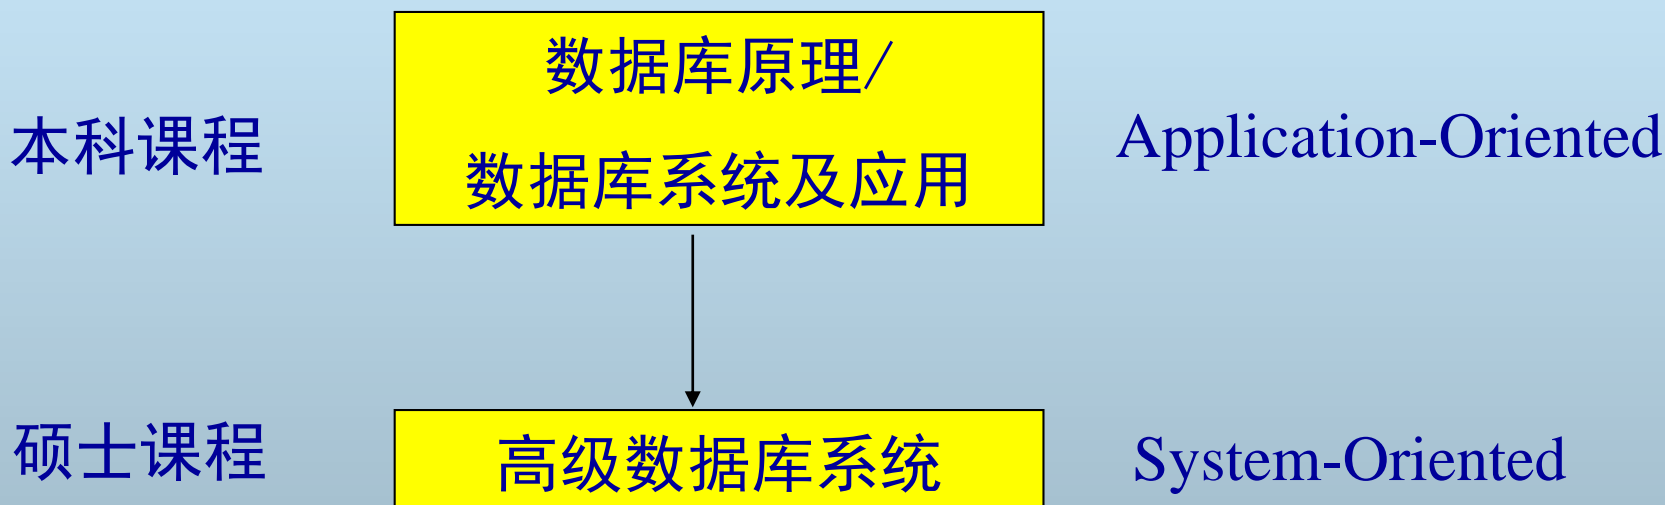 数据库原理/
本科课程
Application-Oriented
数据库系统及应用
硕士课程
高级数据库系统
System-Oriented